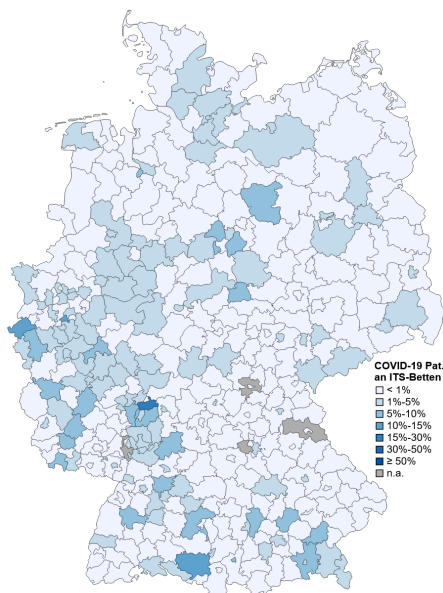 COVID-19 Pat.
an ITS-Betten
< 1%
1%-5%
5%-10%
10%-15%
15%-30%
30%-50%
≥ 50%
n.a.